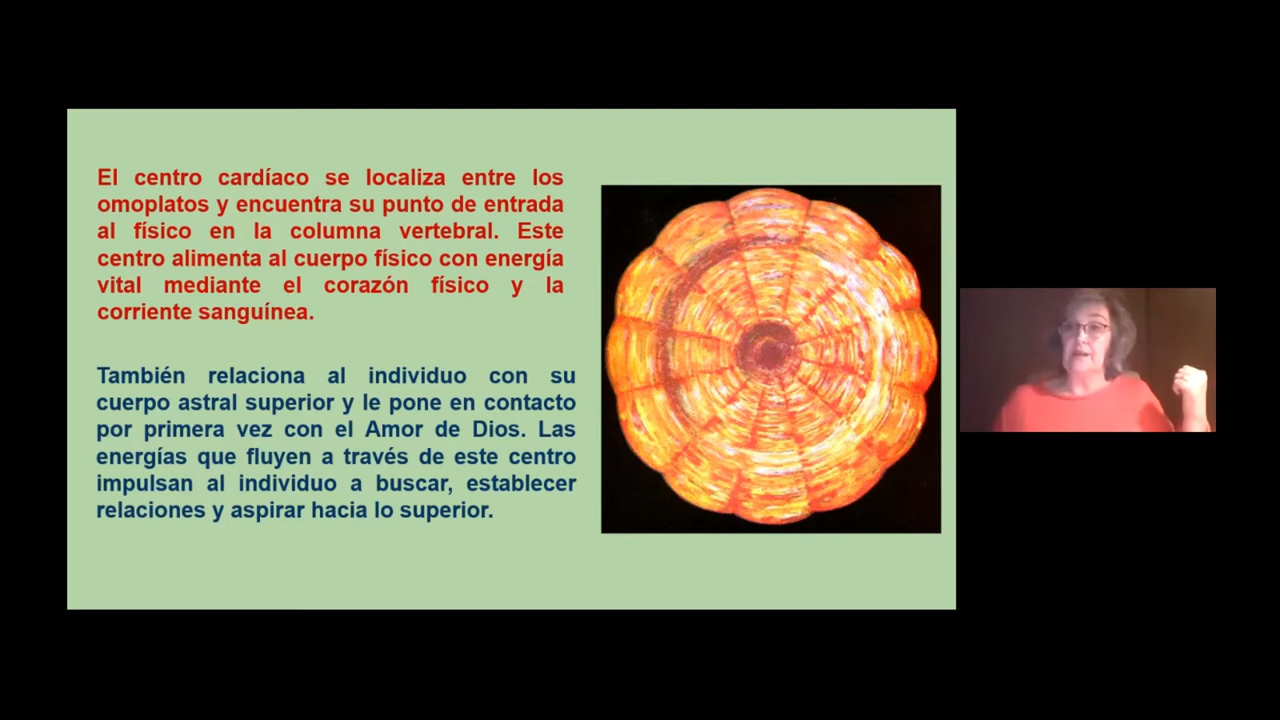 El centro cardíaco se localiza entre los
omoplatos y encuentra su punto de entrada
al físico en la columna vertebral. Este
centro alimenta al cuerpo físico con energía
vital mediante el corazón físico y la
corriente sanguínea.
También relaciona al individuo con su
cuerpo astral superior y le pone en contacto
por primera vez con el Amor de Dios. Las
energías que fluyen a través de este centro
impulsan al individuo a buscar, establecer
relaciones y aspirar hacia lo superior.